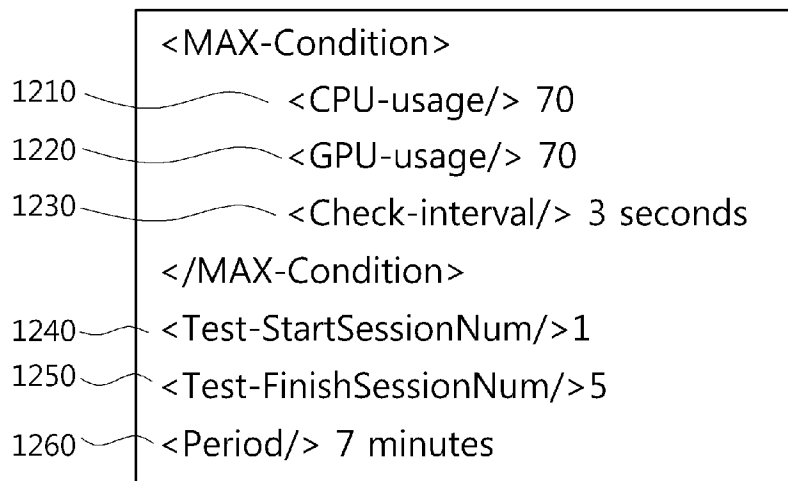 <MAX-Condition>
1210 <CPU-usage/> 70
1220 <GPU-usage/> 70
1230 <Check-interval/> 3 seconds
</MAX-Condition>
1240 <Test-StartSessionNum/>1
1250 <Test-FinishSessionNum/>5
1260 <Period/> 7 minutes